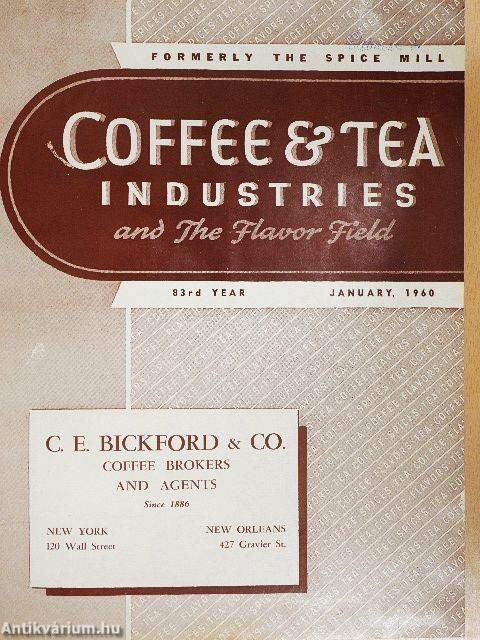 FORMERLY THE SPICE MILL
COFFEE & TEA
INDUSTRIES
and The Flavor Field
83rd YEAR JANUARY, 1960
C. E. BICKFORD & CO.
COFFEE BROKERS
AND AGENTS
Since 1886
NEW YORK NEW ORLEANS
120 Wall Street 427 Gravier St.
Antikvárium.hu